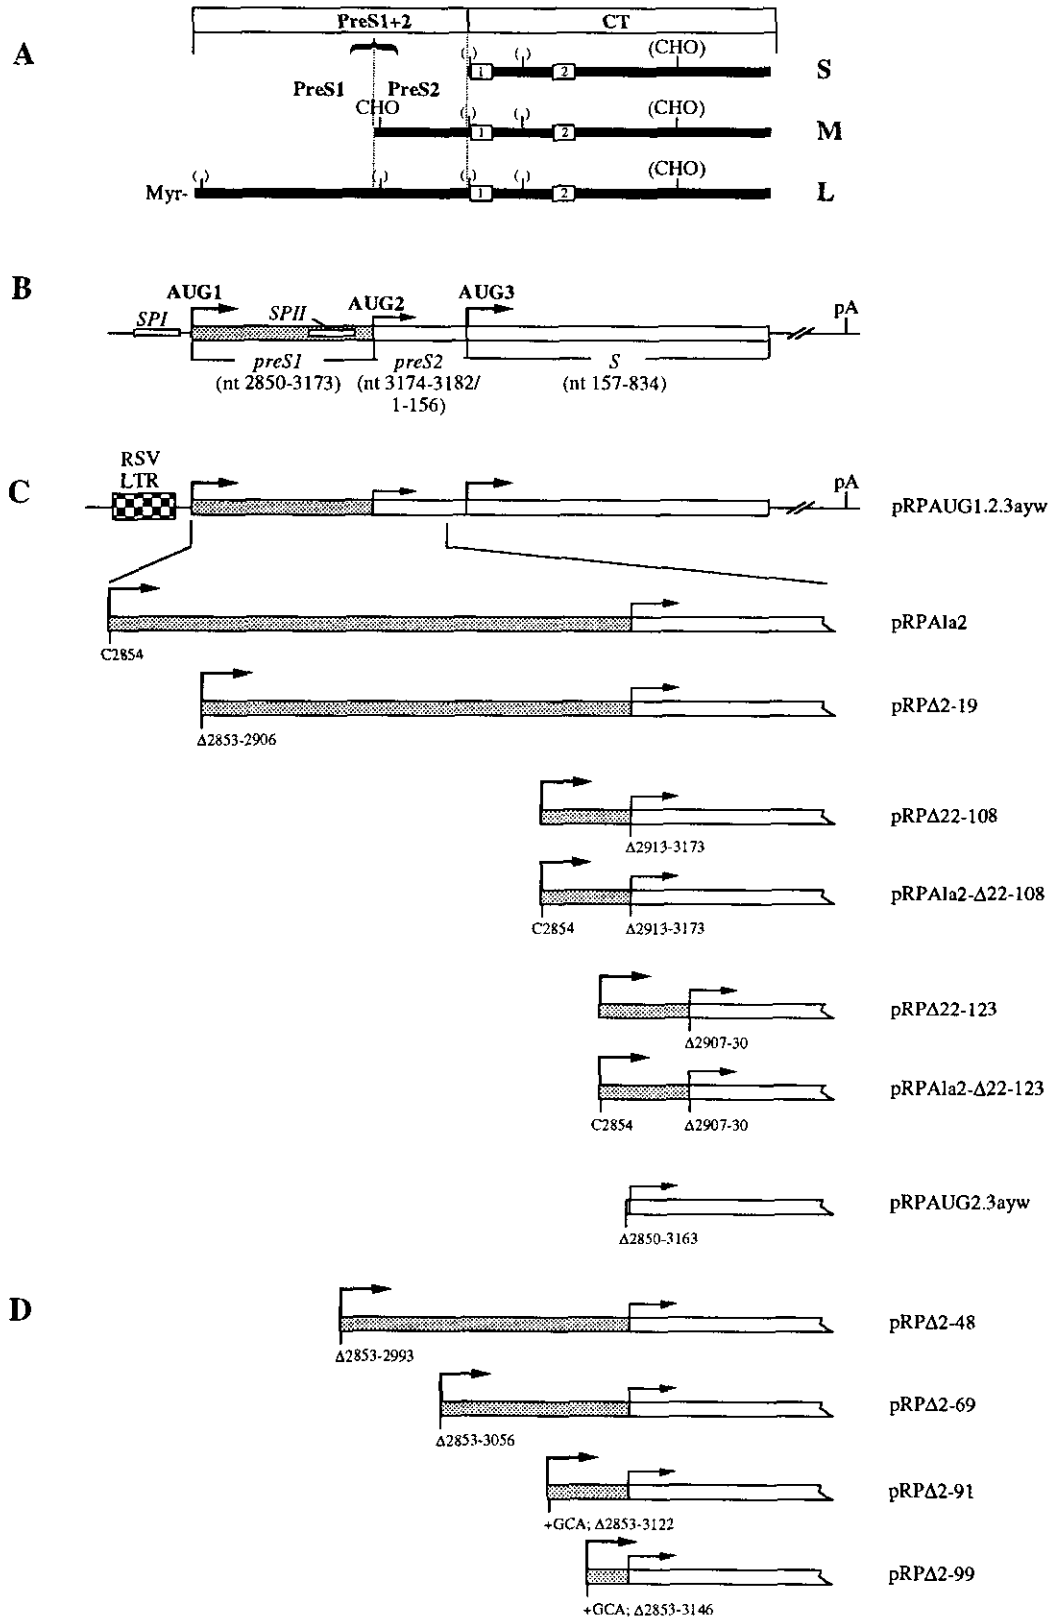 A
PreS1+2 CT
PreS1 PreS2
( ) ( ) (CHO)
1 2
S
CHO
( ) ( ) (CHO)
1 2
M
Myr-
( ) ( ) ( ) ( ) (CHO)
1 2
L
B
SPI AUG1 SPII AUG2 AUG3 pA
preS1 preS2 S
(nt 2850-3173) (nt 3174-3182/ (nt 157-834)
1-156)
C
RSV
LTR
pA
pRPAUG1.2.3ayw
pRPAla2
C2854
pRPΔ2-19
Δ2853-2906
pRPΔ22-108
Δ2913-3173
pRPAla2-Δ22-108
C2854 Δ2913-3173
pRPΔ22-123
Δ2907-30
pRPAla2-Δ22-123
C2854 Δ2907-30
pRPAUG2.3ayw
Δ2850-3163
D
pRPΔ2-48
Δ2853-2993
pRPΔ2-69
Δ2853-3056
pRPΔ2-91
+GCA; Δ2853-3122
pRPΔ2-99
+GCA; Δ2853-3146